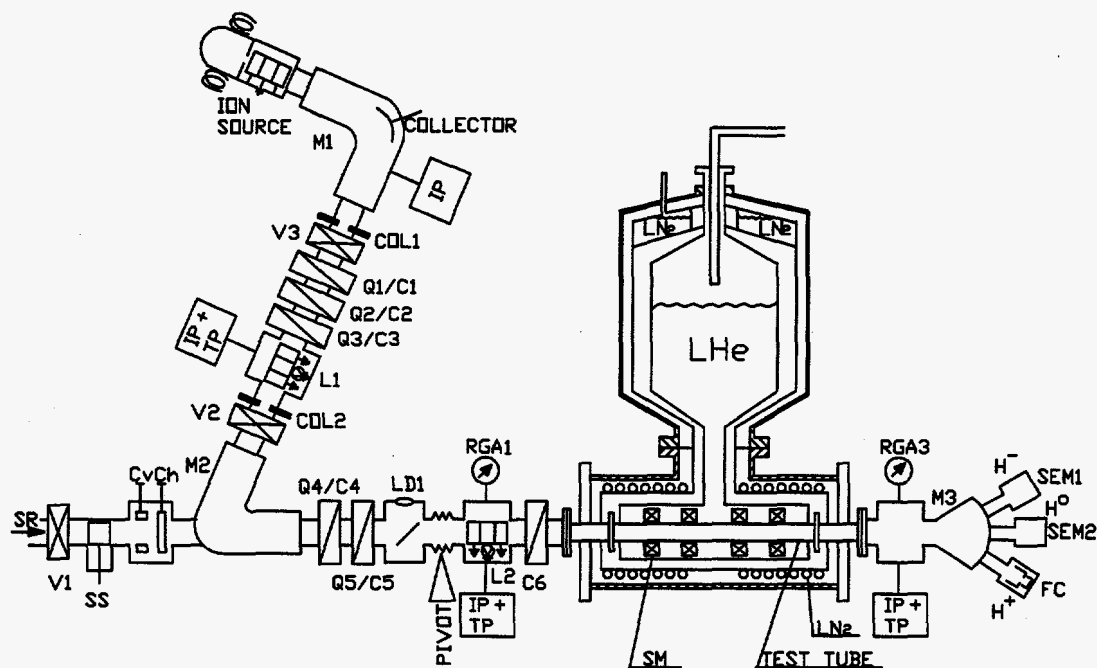 ION
SOURCE
M1
COLLECTOR
IP
V3
COL1
Q1/C1
Q2/C2
Q3/C3
IP +
TP
L1
V2
COL2
M2
LNe
LNe
LHe
RGA1
RGA3
CvCh
Q4/C4
LD1
M3
H-
SEM1
H0
SEM2
SR
V1
SS
Q5/C5
PIVOT
L2
C6
IP +
TP
LN2
IP +
TP
H+
FC
SM
TEST TUBE